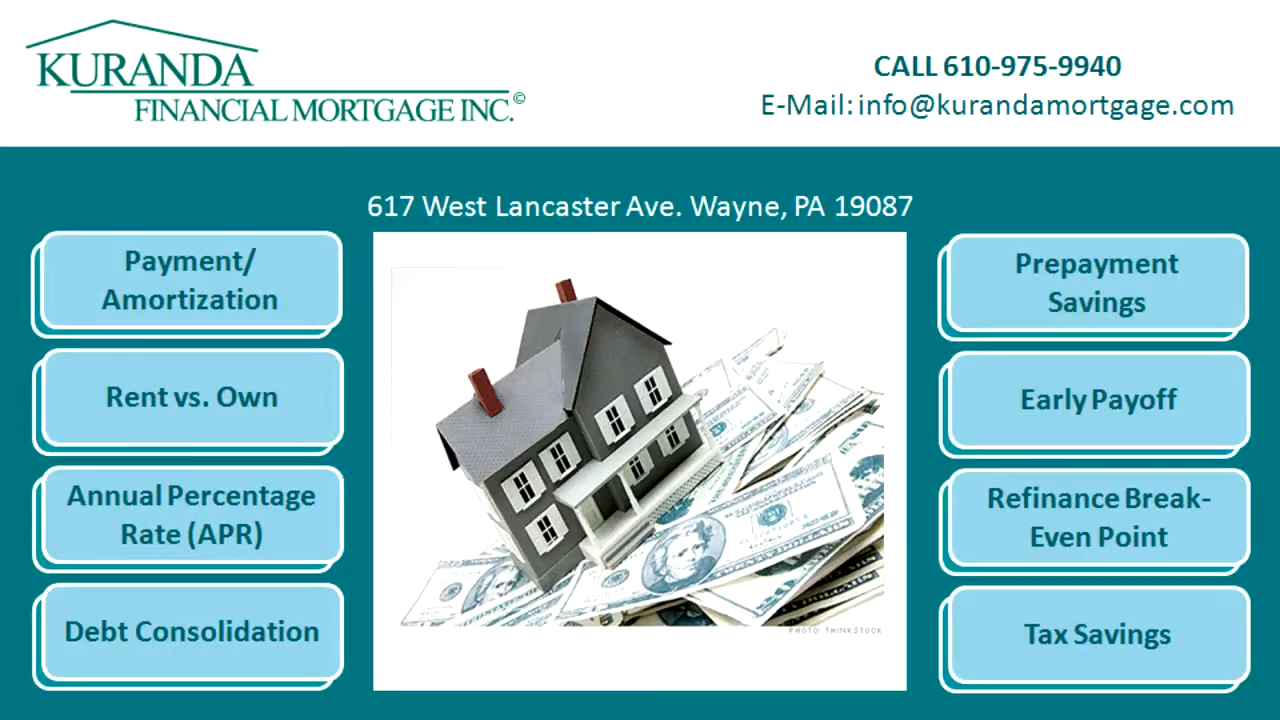 KURANDA
FINANCIAL MORTGAGE INC.©
CALL 610-975-9940
E-Mail: info@kurandamortgage.com
617 West Lancaster Ave. Wayne, PA 19087
Payment/
Amortization
Rent vs. Own
Annual Percentage
Rate (APR)
Debt Consolidation
Prepayment
Savings
Early Payoff
Refinance Break-
Even Point
Tax Savings
PHOTO: THINKSTOCK